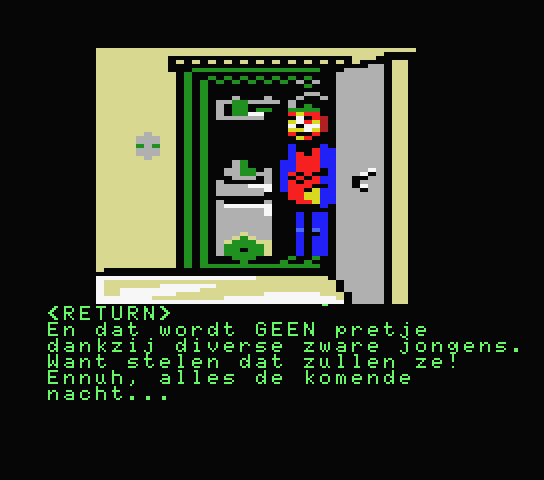 <RETURN>
En dat wordt GEEN pretje
dankzij diverse zware jongens.
Want stelen dat zullen ze!
Ennuh, alles de komende
nacht...